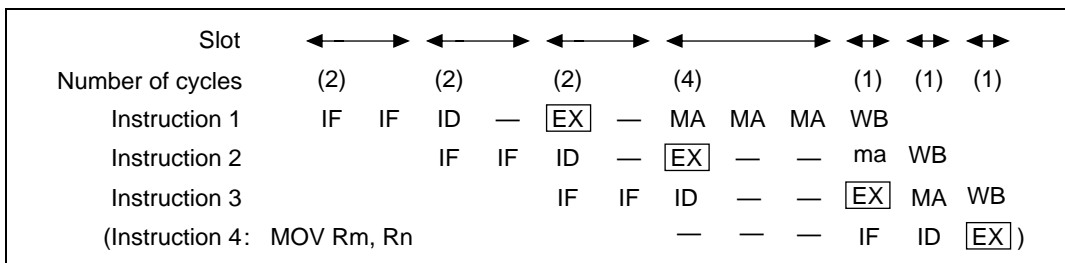 Slot
Number of cycles (2) (2) (2) (4) (1) (1) (1)
Instruction 1 IF IF ID — EX — MA MA MA WB
Instruction 2 IF IF ID — EX — — ma WB
Instruction 3 IF IF ID — — EX MA WB
(Instruction 4: MOV Rm, Rn — — — IF ID EX )